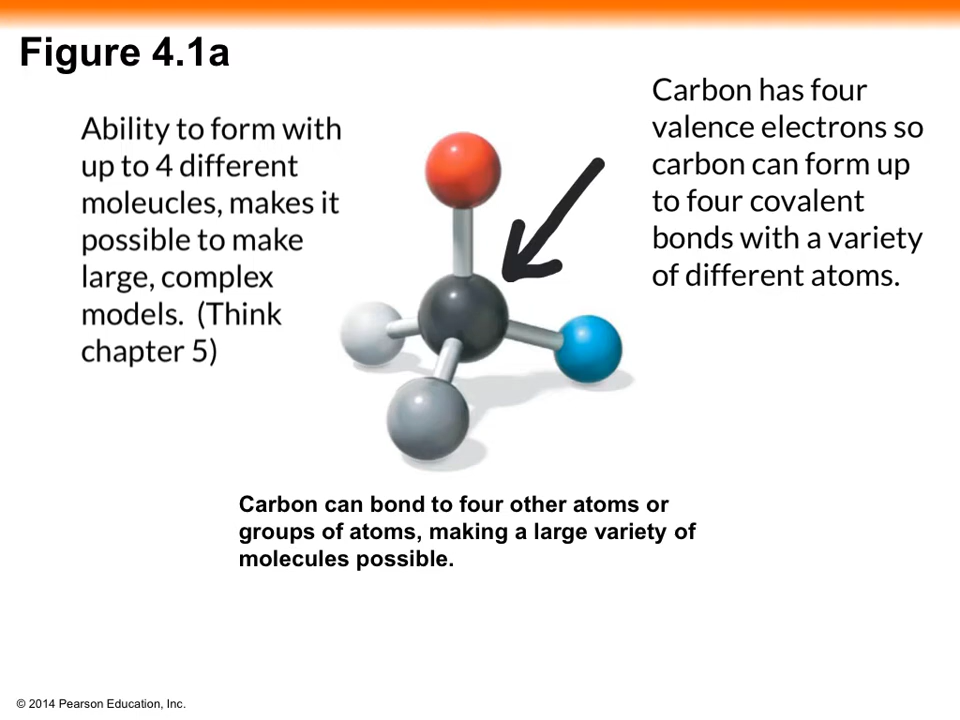 Figure 4.1a
Ability to form with
up to 4 different
moleucles, makes it
possible to make
large, complex
models.  (Think
chapter 5)
Carbon has four
valence electrons so
carbon can form up
to four covalent
bonds with a variety
of different atoms.
Carbon can bond to four other atoms or
groups of atoms, making a large variety of
molecules possible.
© 2014 Pearson Education, Inc.